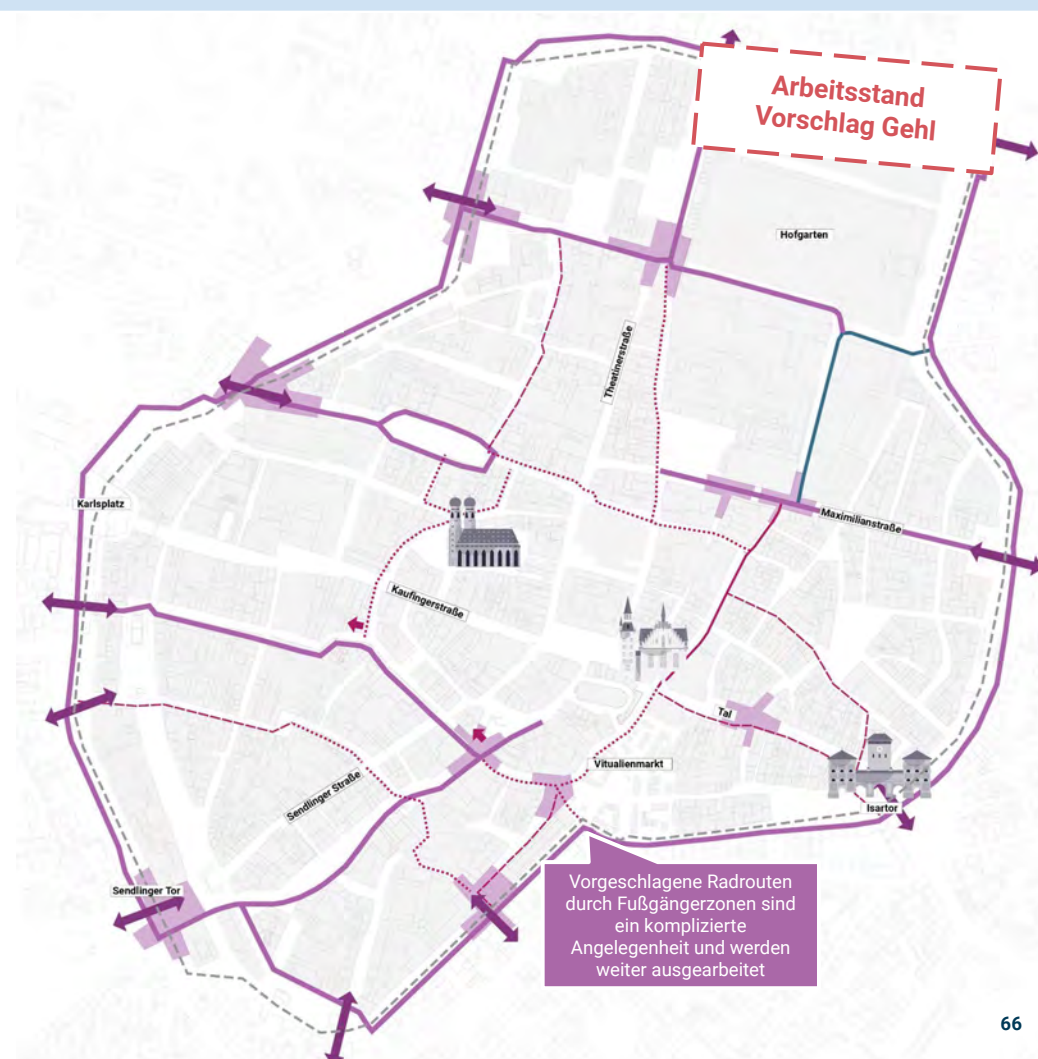 Arbeitsstand
Vorschlag Gehl
Hofgarten
Theatinerstraße
Karlsplatz
Maximilianstraße
Kaufingerstraße
Tal
Vitualienmarkt
Sendlinger Straße
Isartor
Sendlinger Tor
Vorgeschlagene Radrouten
durch Fußgängerzonen sind
ein komplizierte
Angelegenheit und werden
weiter ausgearbeitet
66